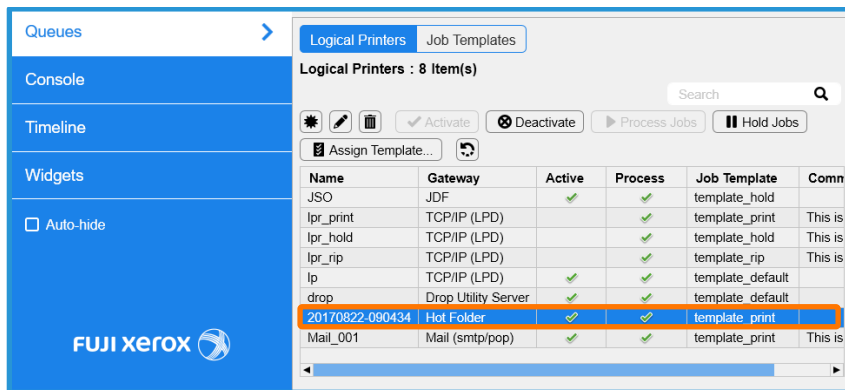 Queues
Console
Timeline
Widgets
Auto-hide
FUJI xerox
Logical Printers Job Templates
Logical Printers : 8 Item(s)
Search
Activate Deactivate Process Jobs Hold Jobs
Assign Template...
Name Gateway Active Process Job Template Comm
JSO JDF template_hold
lpr_print TCP/IP (LPD) template_print This is
lpr_hold TCP/IP (LPD) template_hold This is
lpr_rip TCP/IP (LPD) template_rip This is
lp TCP/IP (LPD) template_default
drop Drop Utility Server template_default
20170822-090434 Hot Folder template_print
Mail_001 Mail (smtp/pop) template_print This is